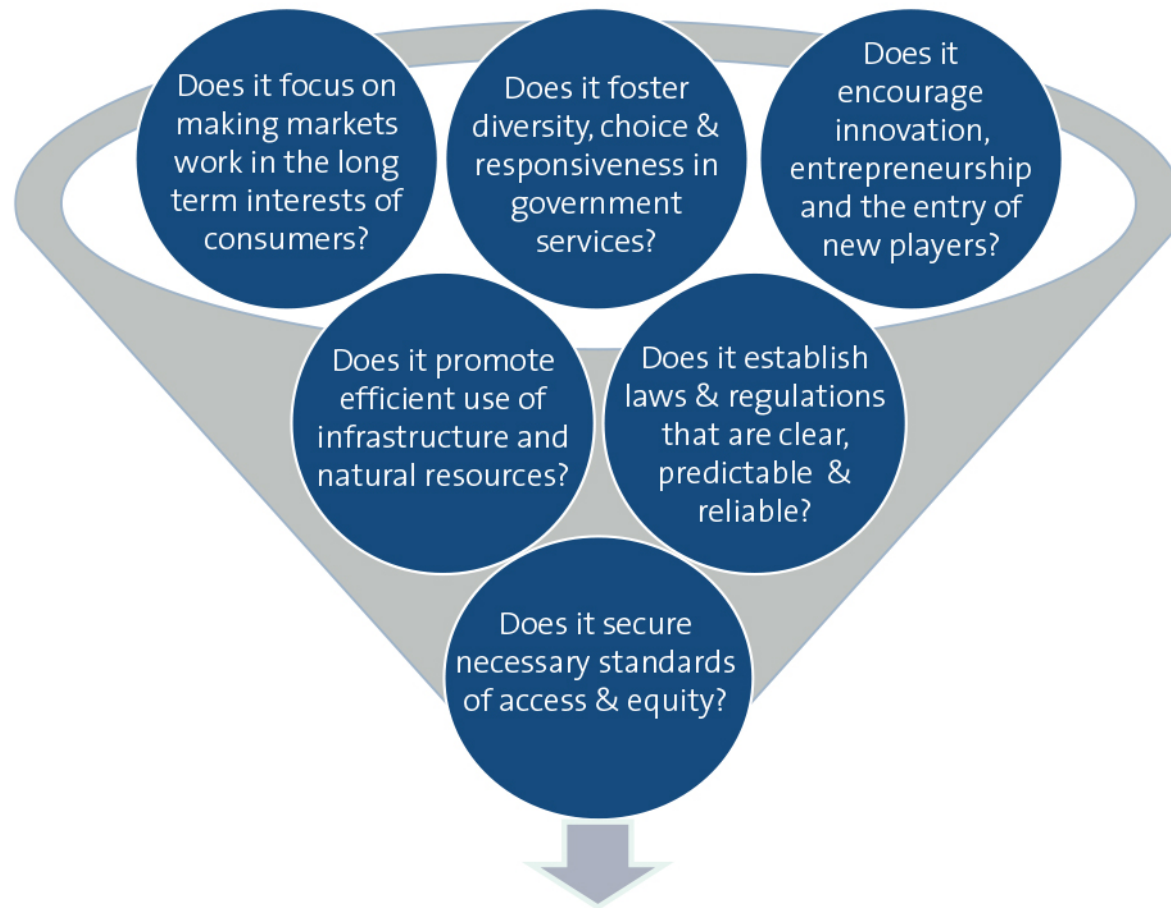 Does it focus on
making markets
work in the long
term interests of
consumers?
Does it foster
diversity, choice &
responsiveness in
government
services?
Does it
encourage
innovation,
entrepreneurship
and the entry of
new players?
Does it promote
efficient use of
infrastructure and
natural resources?
Does it establish
laws & regulations
that are clear,
predictable &
reliable?
Does it secure
necessary standards
of access & equity?